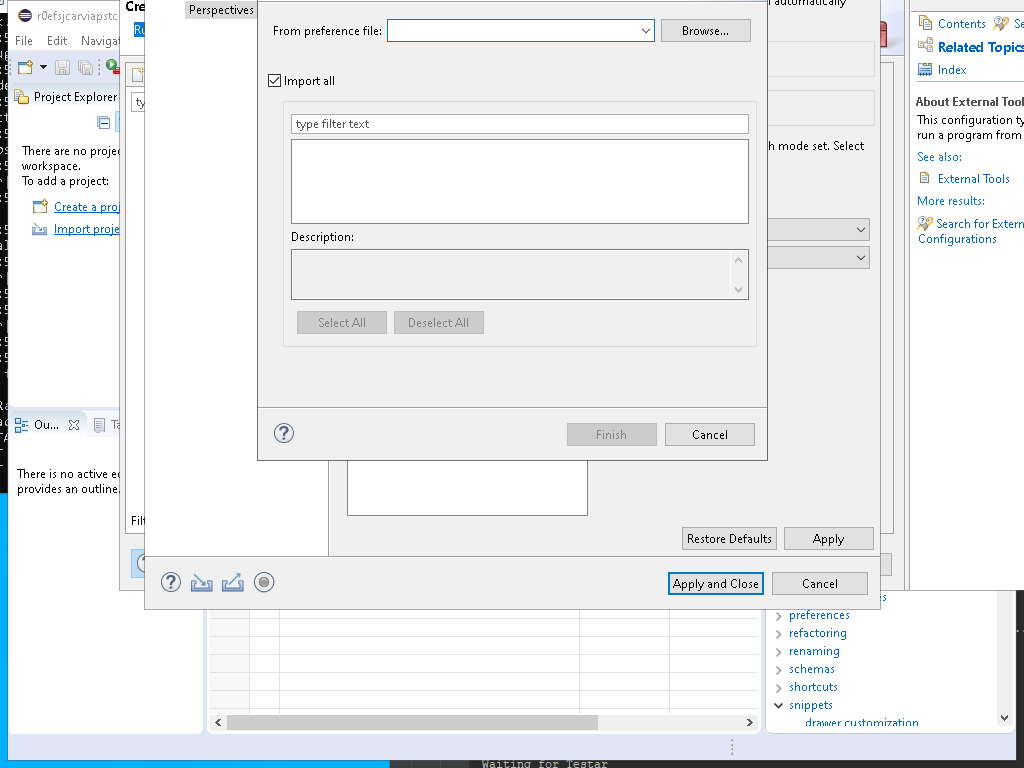 r0efsjcarviapstc
File
Edit
Navigat
Project Explorer
There are no proje
workspace.
To add a project:
Create a proj
Import proje
Ou...
Ta
There is no active e
provides an outline.
Cre
Ru
ty
Filt
Perspectives
From preference file:
Browse...
Import all
type filter text
Description:
Select All
Deselect All
Finish
Cancel
automatically
h mode set. Select
Restore Defaults
Apply
Apply and Close
Cancel
Contents
Se
Related Topics
Index
About External Tool
This configuration ty
run a program from
See also:
External Tools
More results:
Search for Extern
Configurations
es
preferences
refactoring
renaming
schemas
shortcuts
snippets
drawer customization
Waiting for Testar